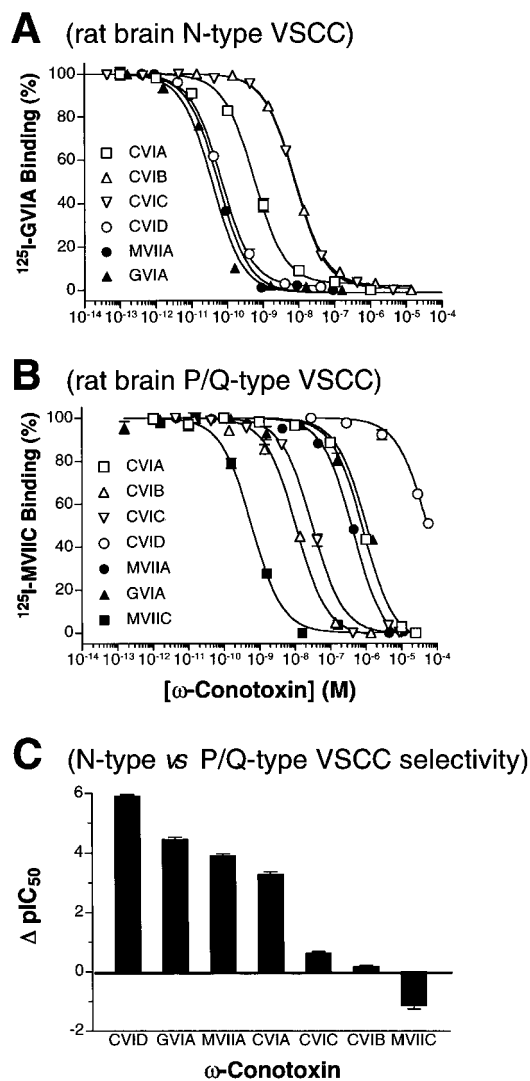 A (rat brain N-type VSCC)
¹²⁵I-GVIA Binding (%)
100
80
60
40
20
0
CVIA
CVIB
CVIC
CVID
MVIIA
GVIA
10⁻¹⁴ 10⁻¹³ 10⁻¹² 10⁻¹¹ 10⁻¹⁰ 10⁻⁹ 10⁻⁸ 10⁻⁷ 10⁻⁶ 10⁻⁵ 10⁻⁴
B (rat brain P/Q-type VSCC)
¹²⁵I-MVIIC Binding (%)
100
80
60
40
20
0
CVIA
CVIB
CVIC
CVID
MVIIA
GVIA
MVIIC
10⁻¹⁴ 10⁻¹³ 10⁻¹² 10⁻¹¹ 10⁻¹⁰ 10⁻⁹ 10⁻⁸ 10⁻⁷ 10⁻⁶ 10⁻⁵ 10⁻⁴
[ω-Conotoxin] (M)
C (N-type vs P/Q-type VSCC selectivity)
Δ pIC₅₀
6
4
2
0
-2
CVID GVIA MVIIA CVIA CVIC CVIB MVIIC
ω-Conotoxin